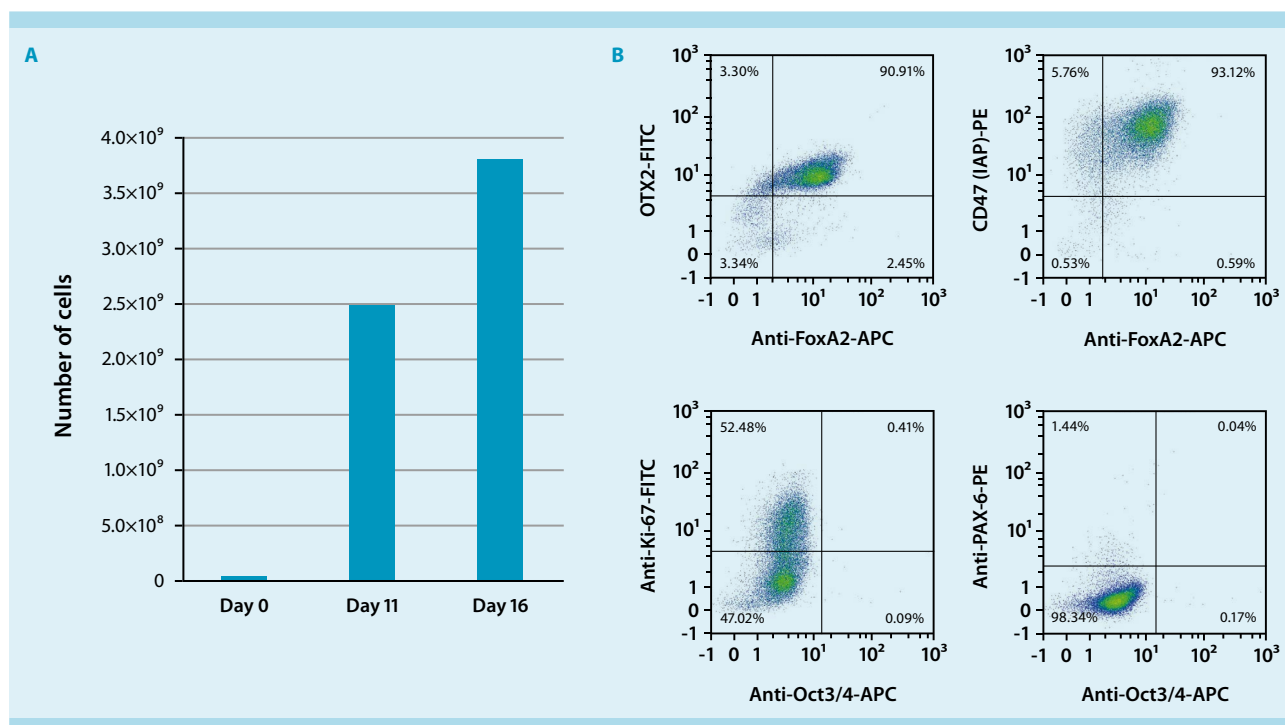 A
Number of cells
4.0×10⁹
3.5×10⁹
3.0×10⁹
2.5×10⁹
2.0×10⁹
1.5×10⁹
1.0×10⁹
5.0×10⁸
0
Day 0 Day 11 Day 16
B
OTX2-FITC
10³
10²
10¹
1
0
-1
3.30% 90.91%
3.34% 2.45%
-1 0 1 10¹ 10² 10³
Anti-FoxA2-APC
CD47 (IAP)-PE
10³
10²
10¹
1
0
-1
5.76% 93.12%
0.53% 0.59%
-1 0 1 10¹ 10² 10³
Anti-FoxA2-APC
Anti-Ki-67-FITC
10³
10²
10¹
1
0
-1
52.48% 0.41%
47.02% 0.09%
-1 0 1 10¹ 10² 10³
Anti-Oct3/4-APC
Anti-PAX-6-PE
10³
10²
10¹
1
0
-1
1.44% 0.04%
98.34% 0.17%
-1 0 1 10¹ 10² 10³
Anti-Oct3/4-APC